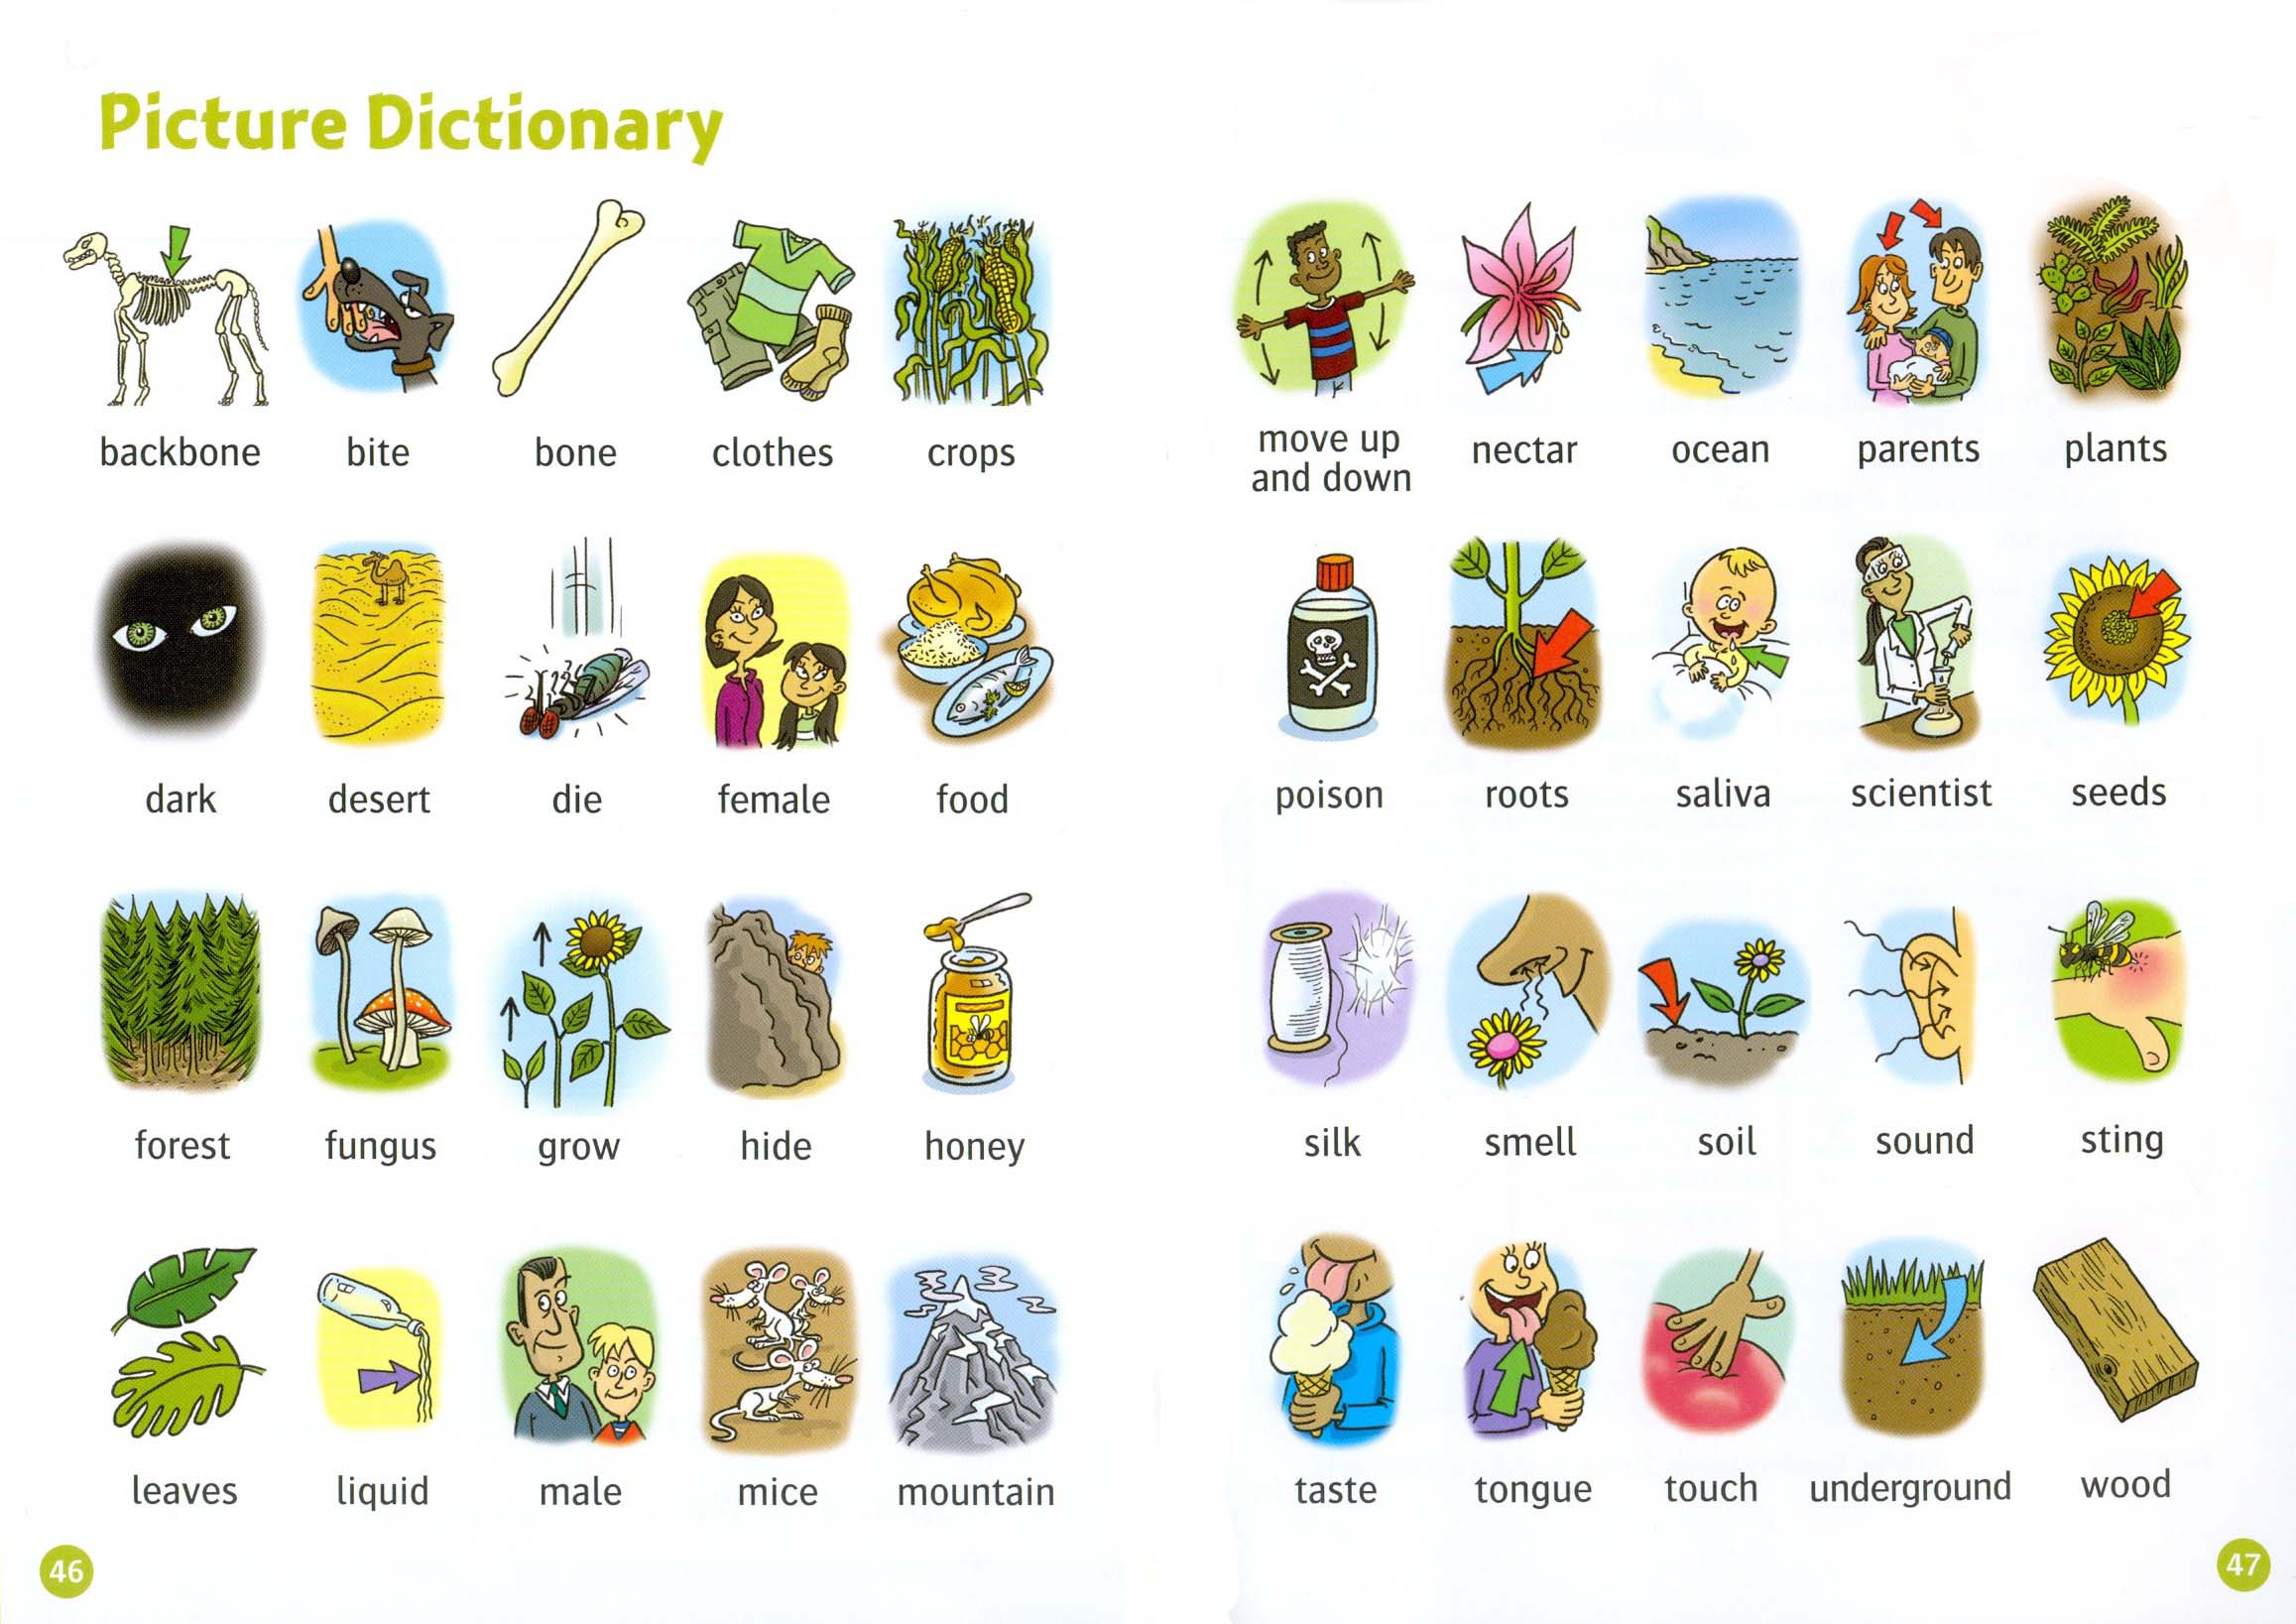 Picture Dictionary
backbone
bite
bone
clothes
crops
dark
desert
die
female
food
forest
fungus
grow
hide
honey
leaves
liquid
male
mice
mountain
46
move up
and down
nectar
ocean
parents
plants
poison
roots
saliva
scientist
seeds
silk
smell
soil
sound
sting
taste
tongue
touch
underground
wood
47